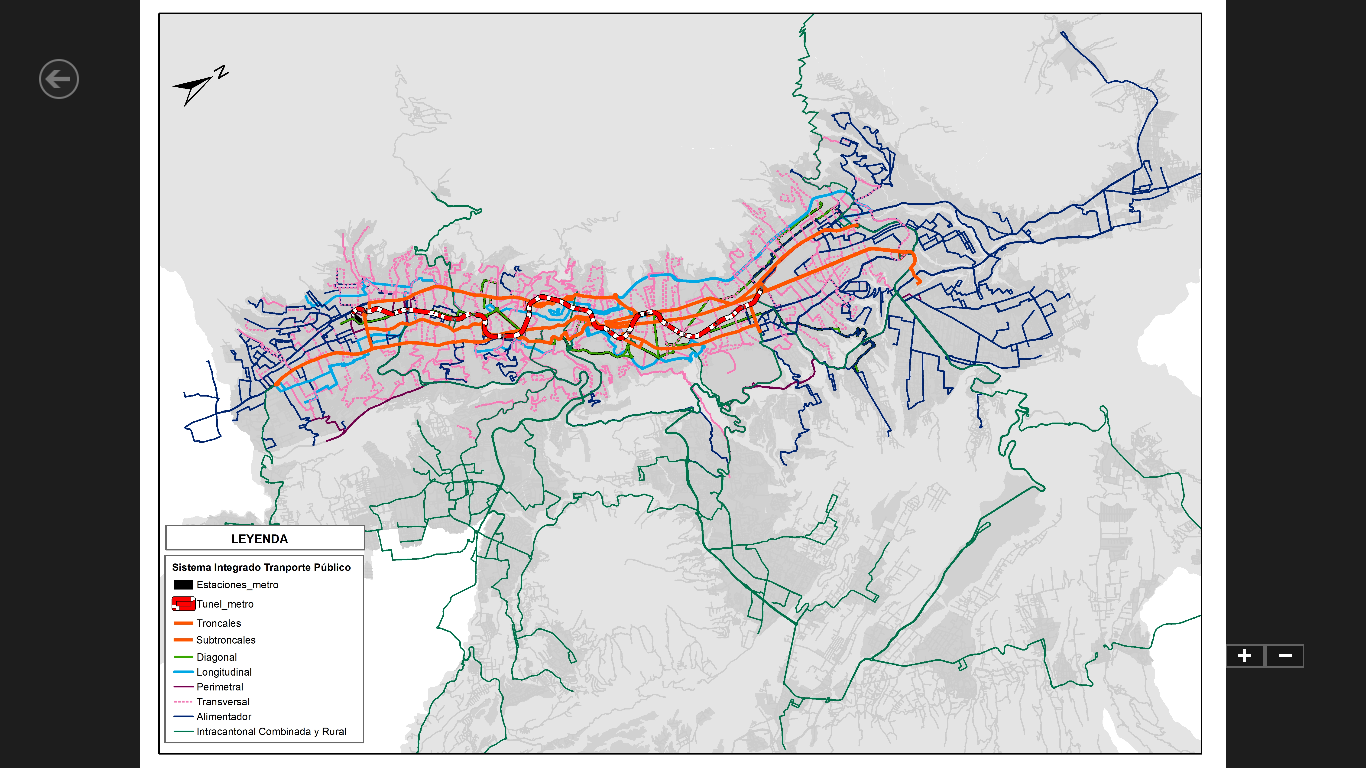 N
LEYENDA
Sistema Integrado Tranporte Público
Estaciones_metro
Tunel_metro
Troncales
Subtroncales
Diagonal
Longitudinal
Perimetral
Transversal
Alimentador
Intracantonal Combinada y Rural
+ −